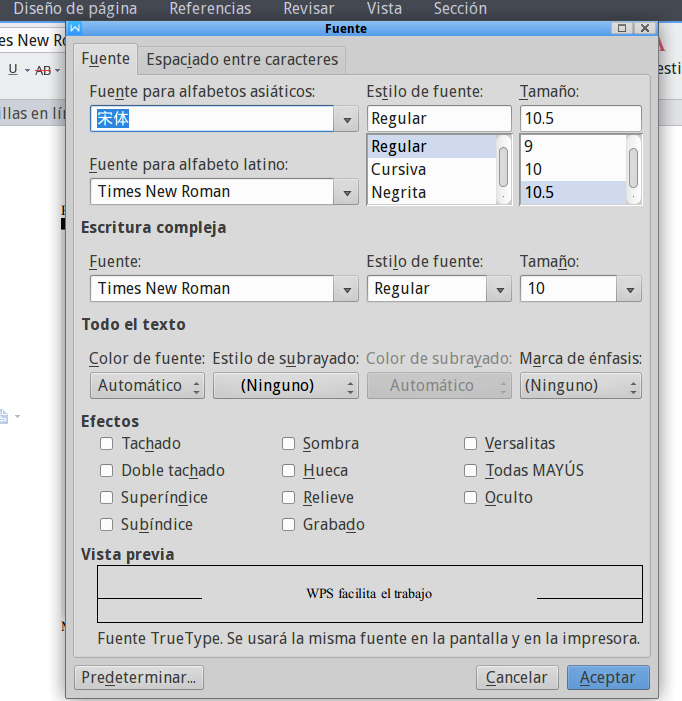 Diseño de página Referencias Revisar Vista Sección
Fuente
es New Ro
U AB
esti
llas en lín
Fuente Espaciado entre caracteres
Fuente para alfabetos asiáticos: Estilo de fuente: Tamaño:
宋体 Regular 10.5
Regular 9
Cursiva 10
Negrita 10.5
Fuente para alfabeto latino:
Times New Roman
Escritura compleja
Fuente: Estilo de fuente: Tamaño:
Times New Roman Regular 10
Todo el texto
Color de fuente: Estilo de subrayado: Color de subrayado: Marca de énfasis:
Automático (Ninguno) Automático (Ninguno)
Efectos
Tachado Sombra Versalitas
Doble tachado Hueca Todas MAYÚS
Superíndice Relieve Oculto
Subíndice Grabado
Vista previa
WPS facilita el trabajo
Fuente TrueType. Se usará la misma fuente en la pantalla y en la impresora.
Predeterminar... Cancelar Aceptar